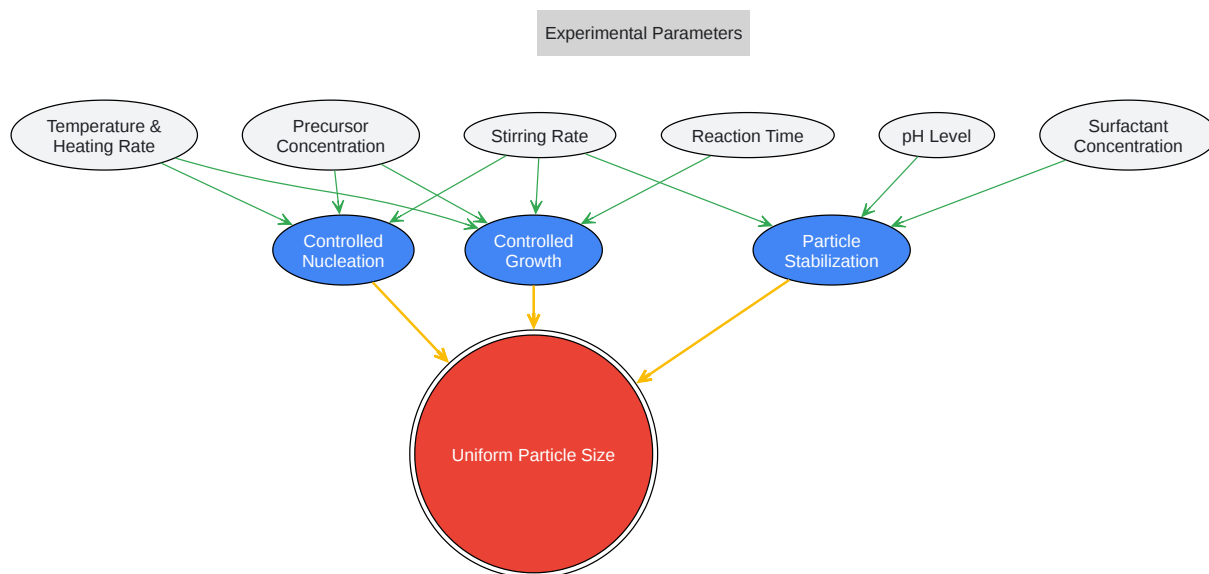 Experimental Parameters
Temperature &
Heating Rate
Precursor
Concentration
Stirring Rate
Reaction Time
pH Level
Surfactant
Concentration
Controlled
Nucleation
Controlled
Growth
Particle
Stabilization
Uniform Particle Size